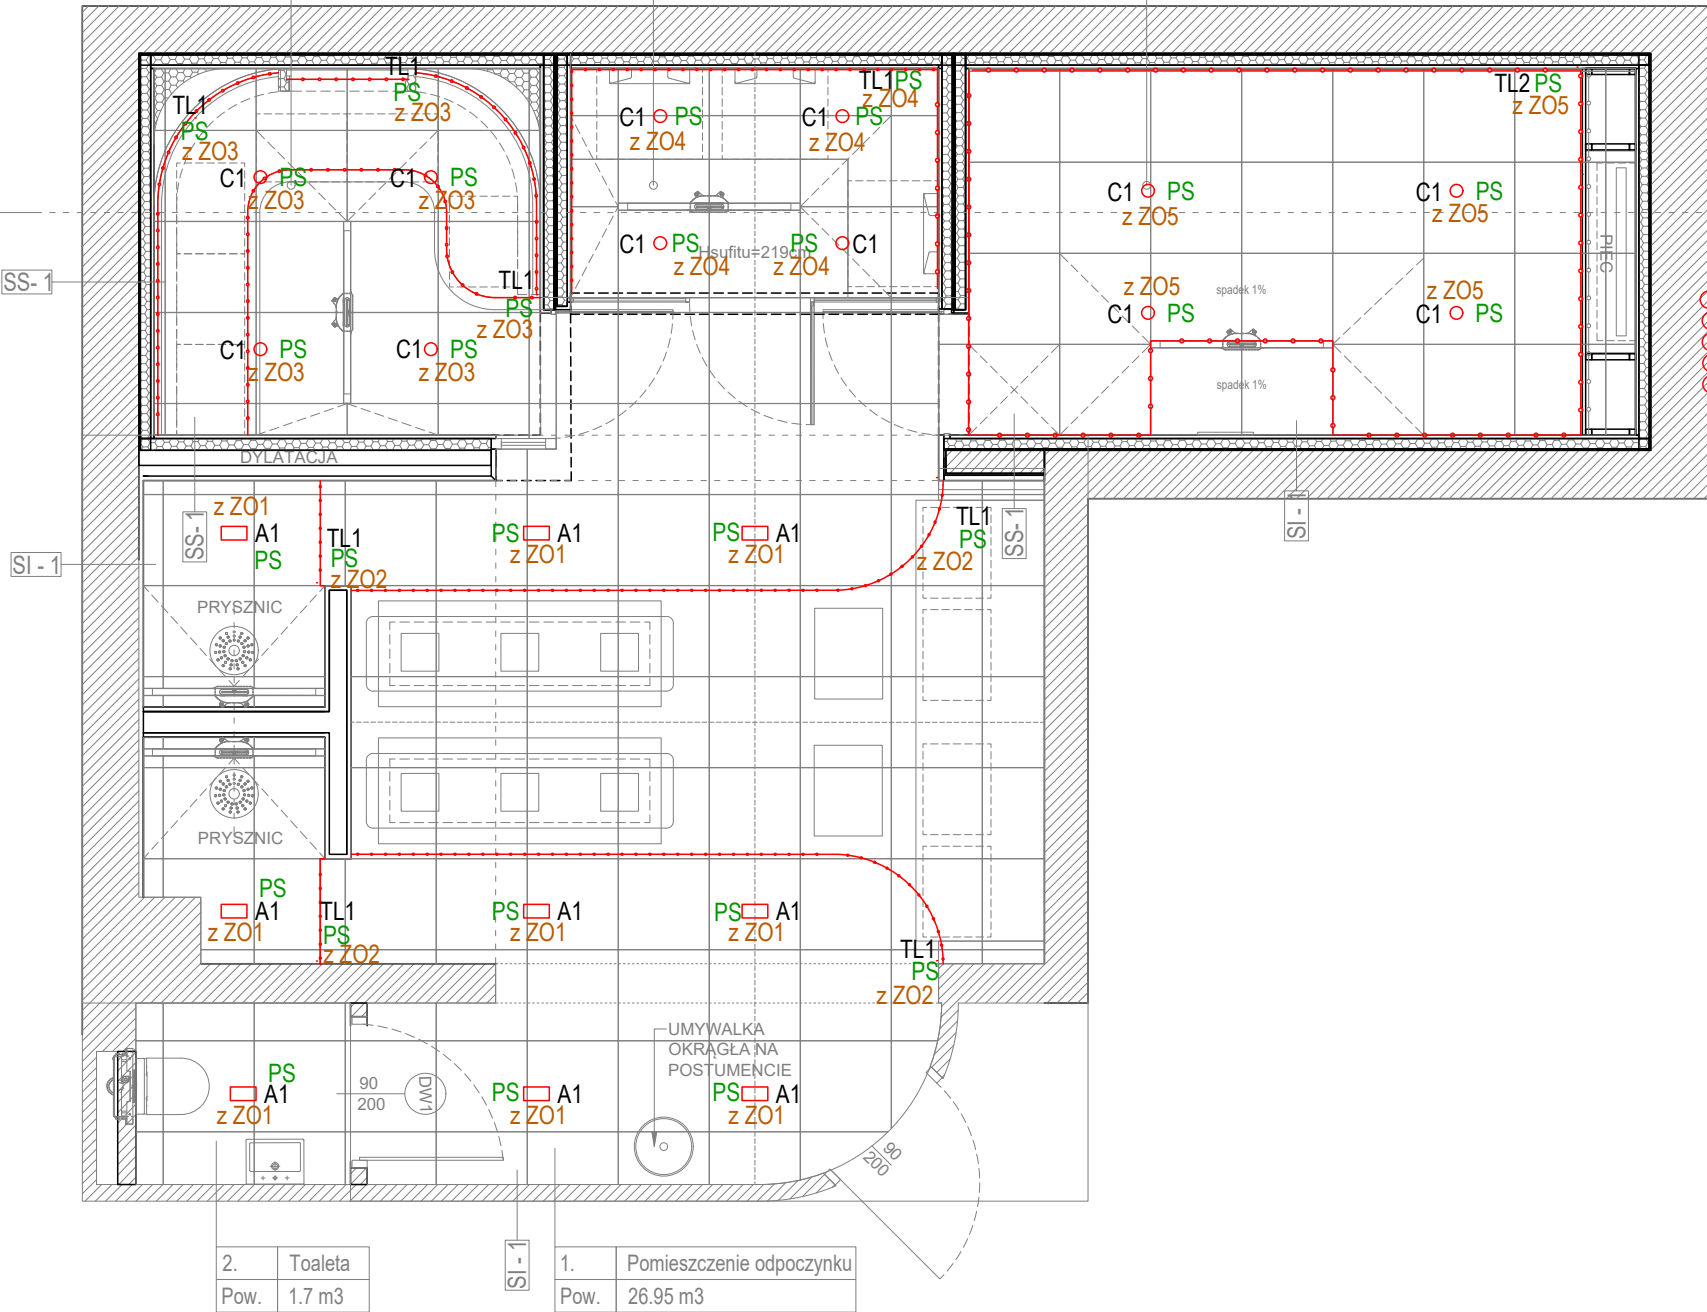 TL1
PS
z ZO3
TL1
PS
z ZO3
C1 PS
z ZO3
C1 PS
z ZO3
TL1
PS
z ZO3
C1 PS
z ZO3
C1 PS
z ZO3
TL1 PS
z ZO4
C1 PS
z ZO4
C1 PS
z ZO4
C1 PS
z ZO4
PS C1
z ZO4
Hsufitu=219cm
TL2 PS
z ZO5
C1 PS
z ZO5
C1 PS
z ZO5
z ZO5
C1 PS
z ZO5
C1 PS
spadek 1%
spadek 1%
PIEC
SS- 1
DYLATACJA
SS- 1
SI - 1
SS- 1
SI - 1
z ZO1
A1
PS
TL1
PS
z ZO2
PS A1
z ZO1
PS A1
z ZO1
TL1
PS
z ZO2
PRYSZNIC
PRYSZNIC
PS
A1
z ZO1
TL1
PS
z ZO2
PS A1
z ZO1
PS A1
z ZO1
TL1
PS
z ZO2
PS
A1
z ZO1
90
200
DW1
PS A1
z ZO1
UMYWALKA
OKRĄGŁA NA
POSTUMENCIE
PS A1
z ZO1
90
200
SI - 1
2. Toaleta
Pow. 1.7 m3
1. Pomieszczenie odpoczynku
Pow. 26.95 m3